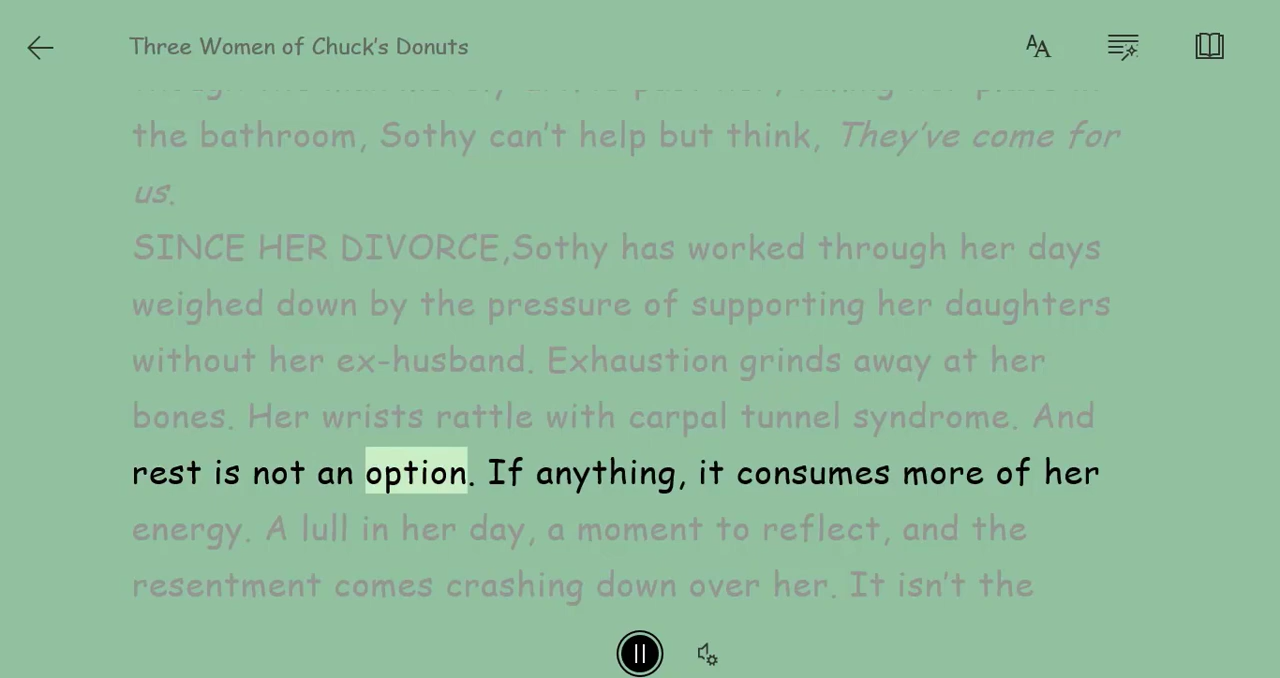 Three Women of Chuck's Donuts
the bathroom, Sothy can't help but think, They've come for
us.
SINCE HER DIVORCE,Sothy has worked through her days
weighed down by the pressure of supporting her daughters
without her ex-husband. Exhaustion grinds away at her
bones. Her wrists rattle with carpal tunnel syndrome. And
rest is not an option. If anything, it consumes more of her
energy. A lull in her day, a moment to reflect, and the
resentment comes crashing down over her. It isn't the